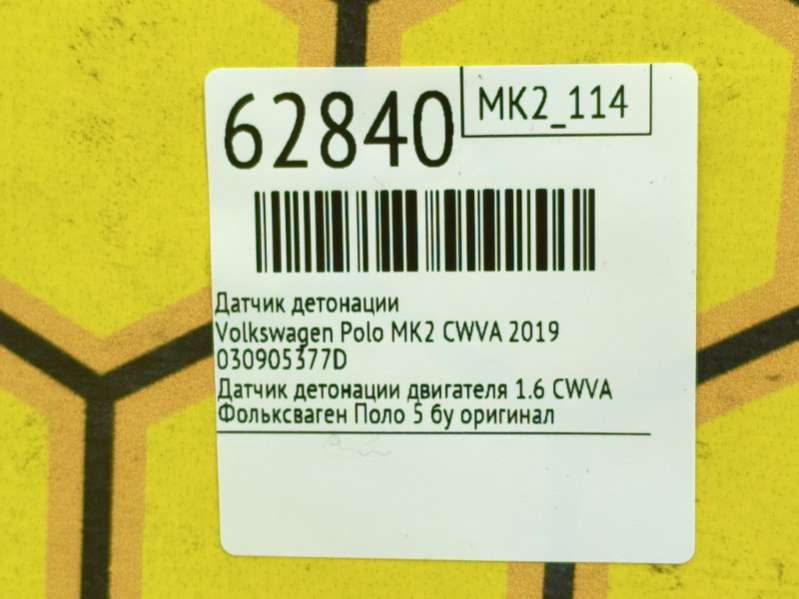 62840
MK2_114
Датчик детонации
Volkswagen Polo MK2 CWVA 2019
030905377D
Датчик детонации двигателя 1.6 CWVA
Фольксваген Поло 5 бу оригинал